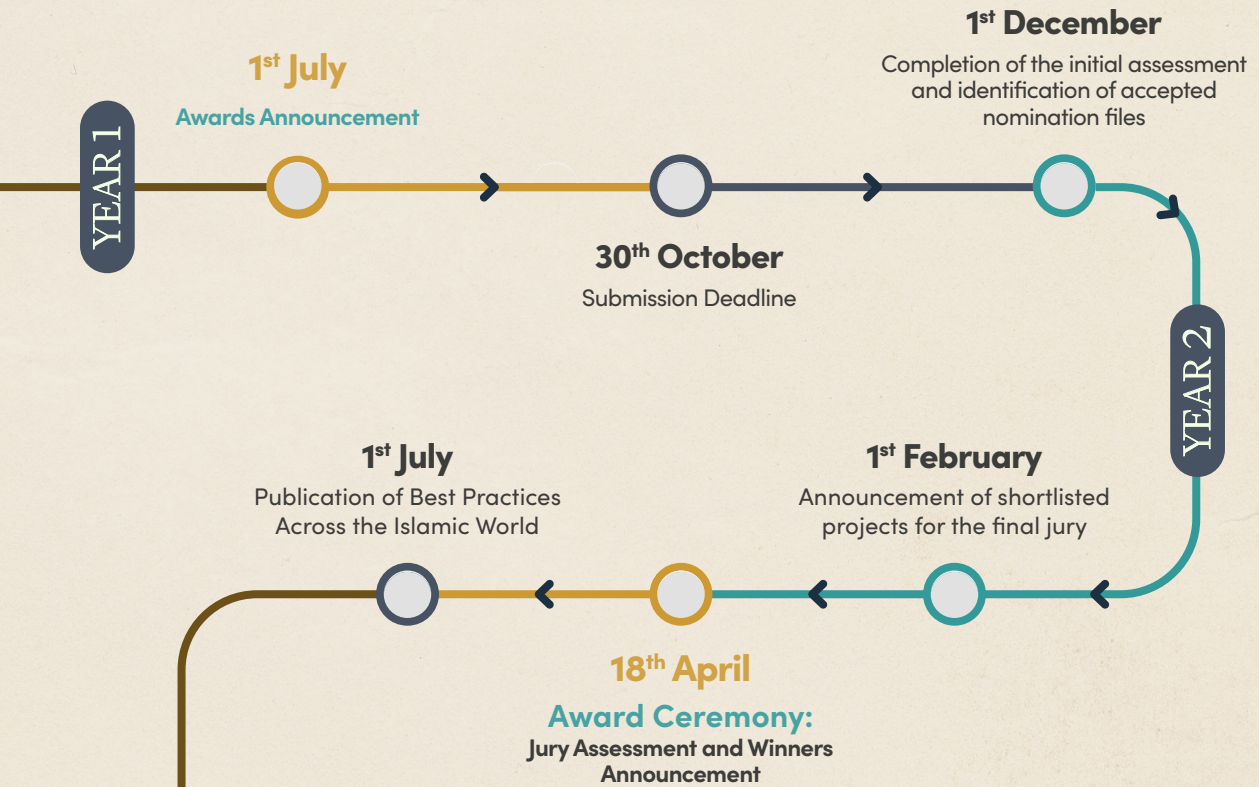 YEAR 1
1st July
Awards Announcement
30th October
Submission Deadline
1st December
Completion of the initial assessment
and identification of accepted
nomination files
YEAR 2
1st February
Announcement of shortlisted
projects for the final jury
18th April
Award Ceremony:
Jury Assessment and Winners
Announcement
1st July
Publication of Best Practices
Across the Islamic World